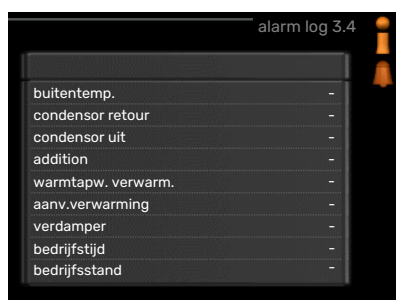 alarm log 3.4
buitentemp. -
condensor retour -
condensor uit -
addition -
warmtapw. verwarm. -
aanv.verwarming -
verdamper -
bedrijfstijd -
bedrijfsstand -